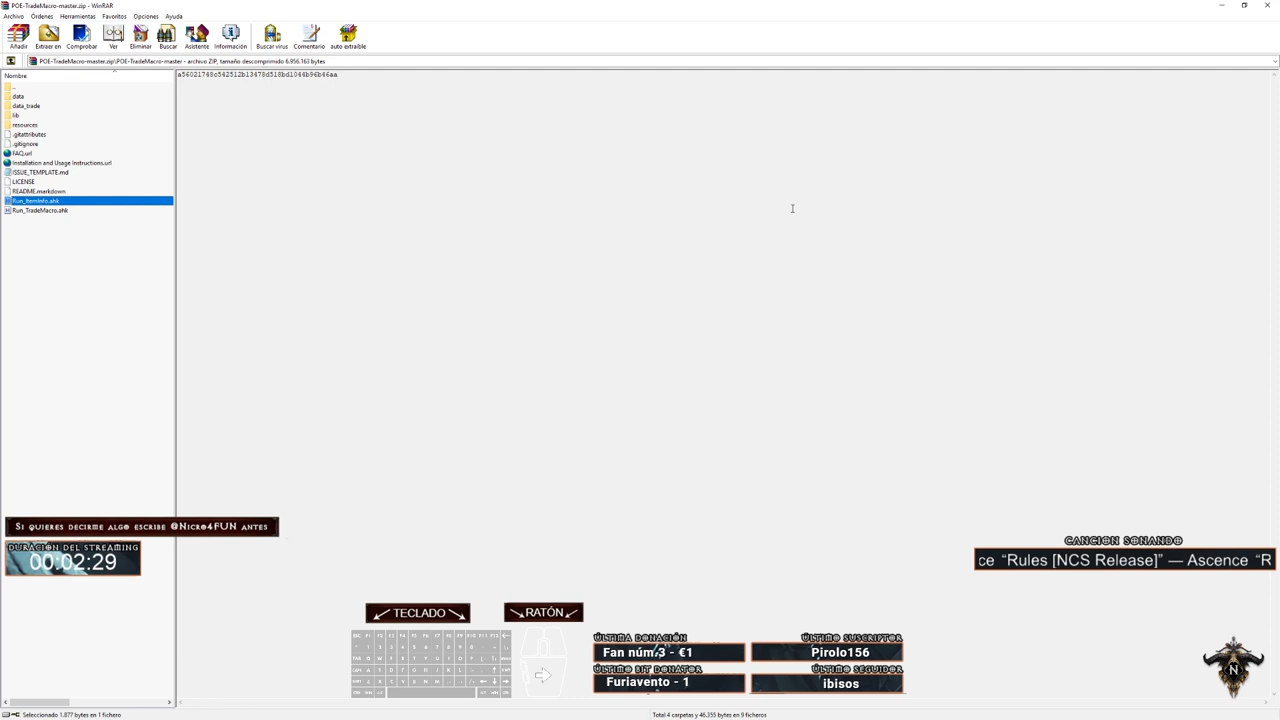 POE-TradeMacro-master.zip - WinRAR
Archivo Órdenes Herramientas Favoritos Opciones Ayuda
Añadir Extraer en Comprobar Ver Eliminar Buscar Asistente Información Buscar virus Comentario auto extraíble
POE-TradeMacro-master.zip\POE-TradeMacro-master - archivo ZIP, tamaño descomprimido 6.956.163 bytes
Nombre
a56021748c542512b13478d518bd1044b96b46aa
..
data
data_trade
lib
resources
.gitattributes
.gitignore
FAQ.url
Installation and Usage Instructions.url
ISSUE_TEMPLATE.md
LICENSE
README.markdown
Run_ItemInfo.ahk
Run_TradeMacro.ahk
Si quieres decirme algo escribe @Nicro4FUN antes
Duración del streaming
00:02:29
Canción sonando
ce “Rules [NCS Release]” — Ascence “R
TECLADO
RATÓN
Última donación
Fan núm/3 - €1
Último suscriptor
Pirolo156
Último bit donator
Furiavento - 1
Último seguidor
ibisos
N
Seleccionado 1.877 bytes en 1 fichero
Total 4 carpetas y 46.355 bytes en 9 ficheros